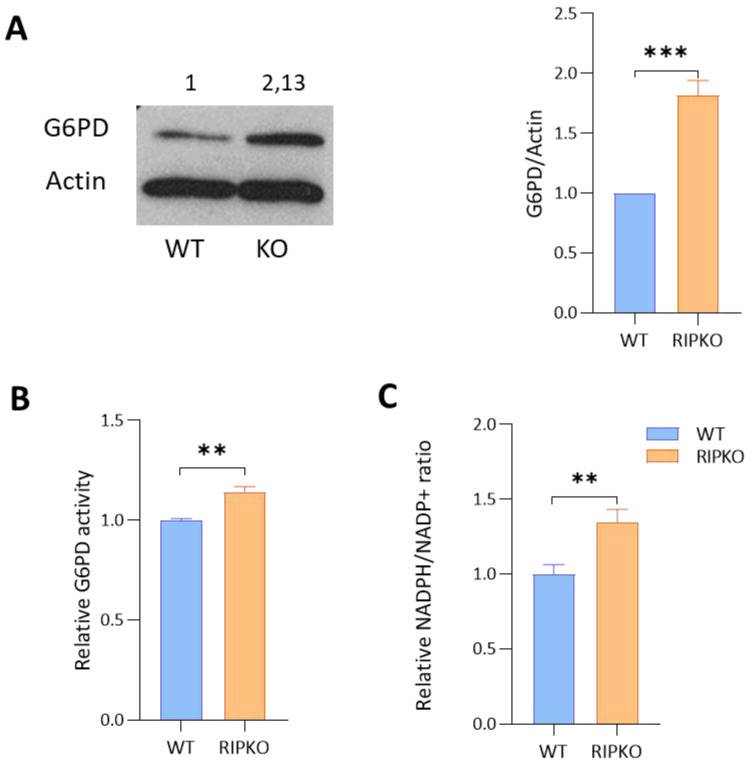 A
1 2,13
G6PD
Actin
WT KO
G6PD/Actin
2.5
2.0
1.5
1.0
0.5
0.0
***
WT RIPKO
B
Relative G6PD activity
1.5
1.0
0.5
0.0
**
WT RIPKO
C
Relative NADPH/NADP+ ratio
2.0
1.5
1.0
0.5
0.0
**
WT RIPKO
WT
RIPKO